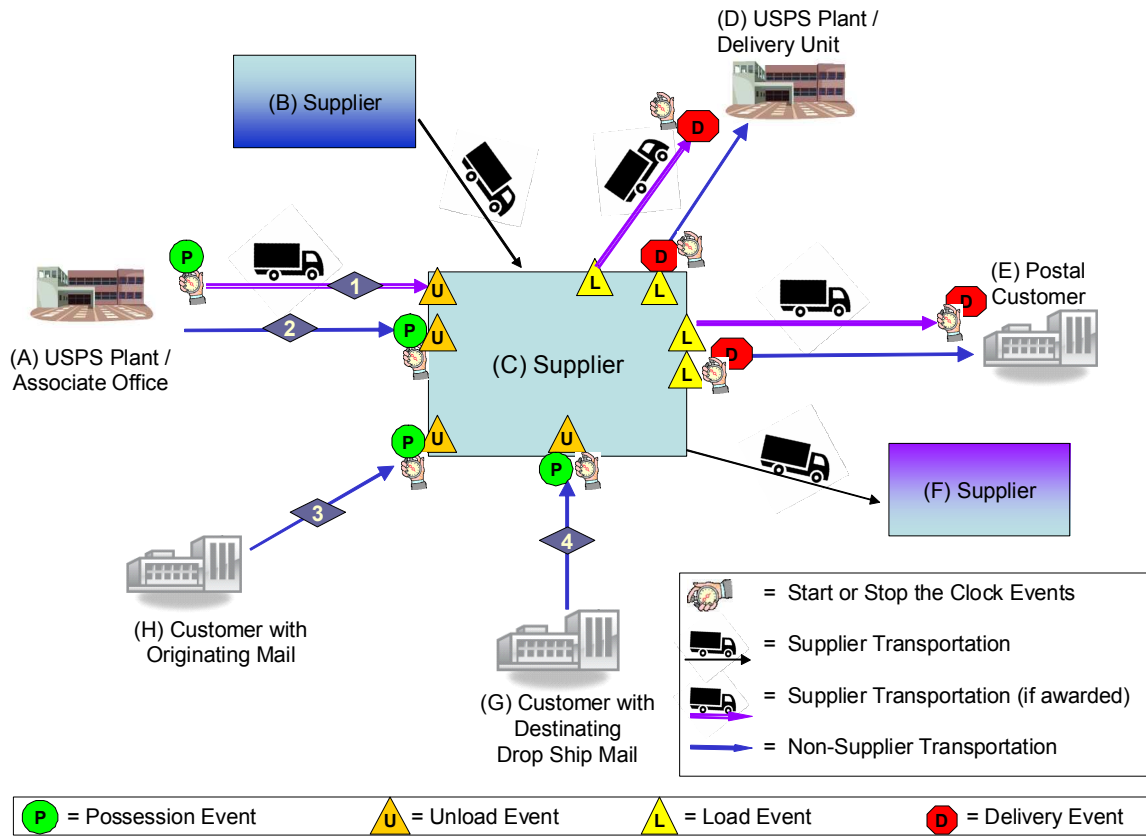 (D) USPS Plant /
Delivery Unit
(B) Supplier
D
P
1
U
L
D
L
(E) Postal
Customer
D
2
P
U
L
(A) USPS Plant /
Associate Office
(C) Supplier
D
L
P
U
U
P
3
4
(F) Supplier
(H) Customer with
Originating Mail
(G) Customer with
Destinating
Drop Ship Mail
= Start or Stop the Clock Events
= Supplier Transportation
= Supplier Transportation (if awarded)
= Non-Supplier Transportation
P = Possession Event
U = Unload Event
L = Load Event
D = Delivery Event